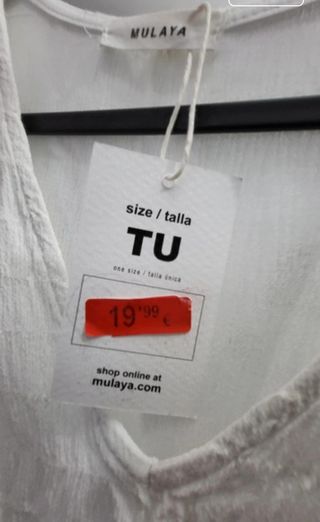 MULAYA
size / talla
TU
one size / talla única
19'99 €
shop online at
mulaya.com